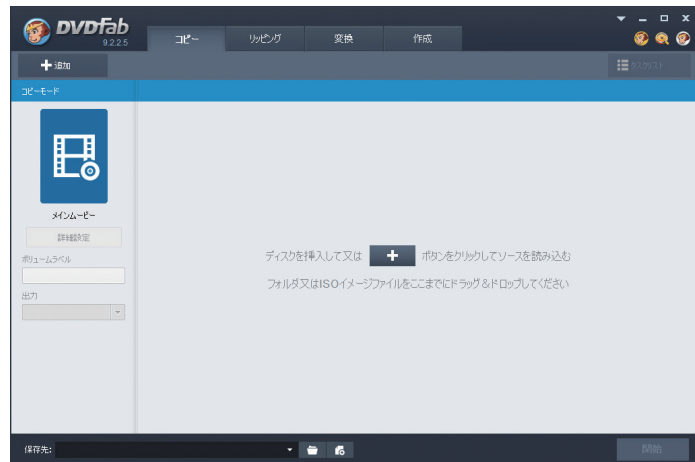 DVDFab
9.2.2.5
コピー
リッピング
変換
作成
追加
タスクリスト
コピーモード
メインムービー
詳細設定
ボリュームラベル
出力
ディスクを挿入して又は + ボタンをクリックしてソースを読み込む
フォルダ又はISOイメージファイルをここまでにドラッグ&ドロップしてください
保存先:
開始